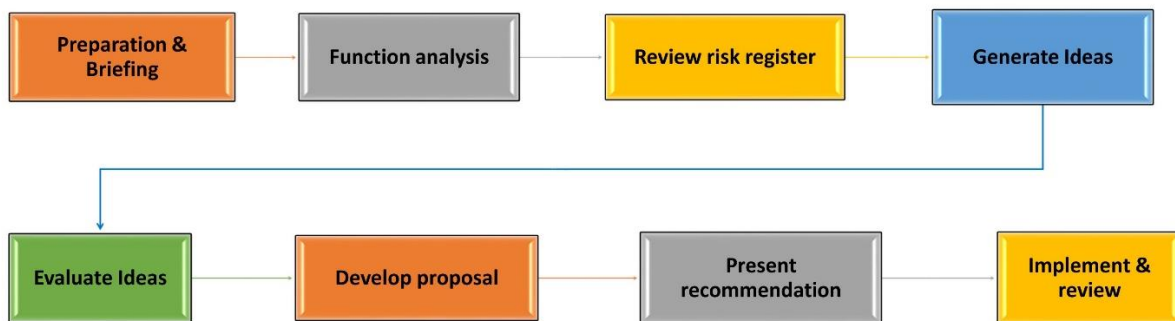 Preparation &
Briefing
Function analysis
Review risk register
Generate Ideas
Evaluate Ideas
Develop proposal
Present
recommendation
Implement &
review